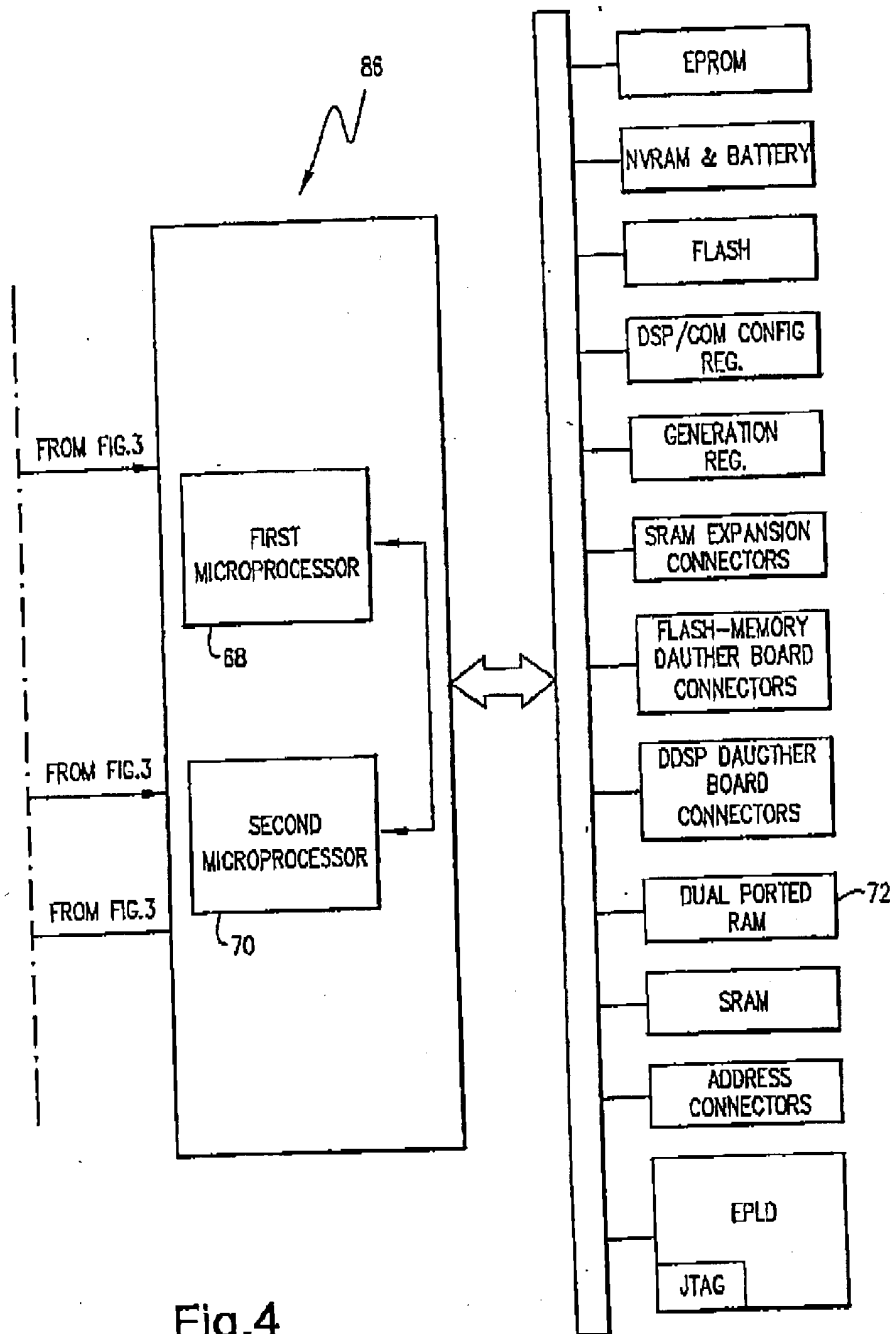 86
EPROM
NVRAM & BATTERY
FLASH
DSP/COM CONFIG
REG.
FROM FIG.3
GENERATION
REG.
FIRST
MICROPROCESSOR
68
SRAM EXPANSION
CONNECTORS
FLASH-MEMORY
DAUTHER BOARD
CONNECTORS
FROM FIG.3
DDSP DAUGTHER
BOARD
CONNECTORS
SECOND
MICROPROCESSOR
70
FROM FIG.3
DUAL PORTED
RAM
72
SRAM
ADDRESS
CONNECTORS
EPLD
JTAG
Fig.4